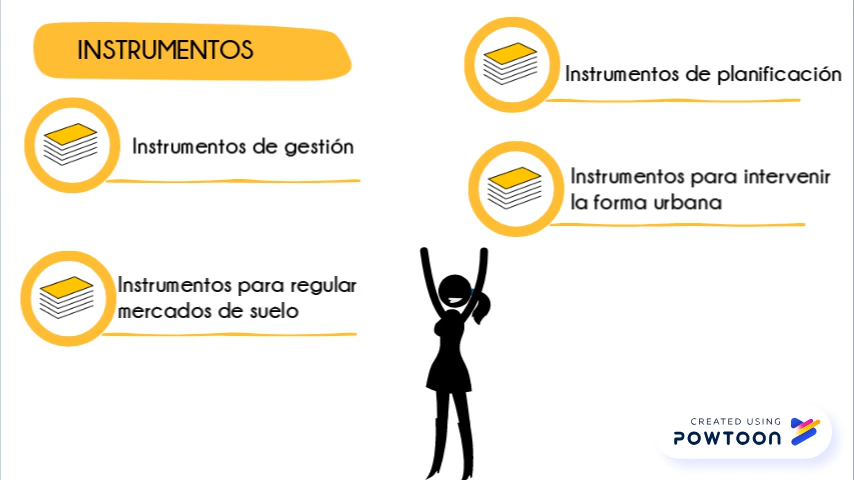 INSTRUMENTOS
Instrumentos de gestión
Instrumentos para regular
mercados de suelo
Instrumentos de planificación
Instrumentos para intervenir
la forma urbana
CREATED USING
POWTOON